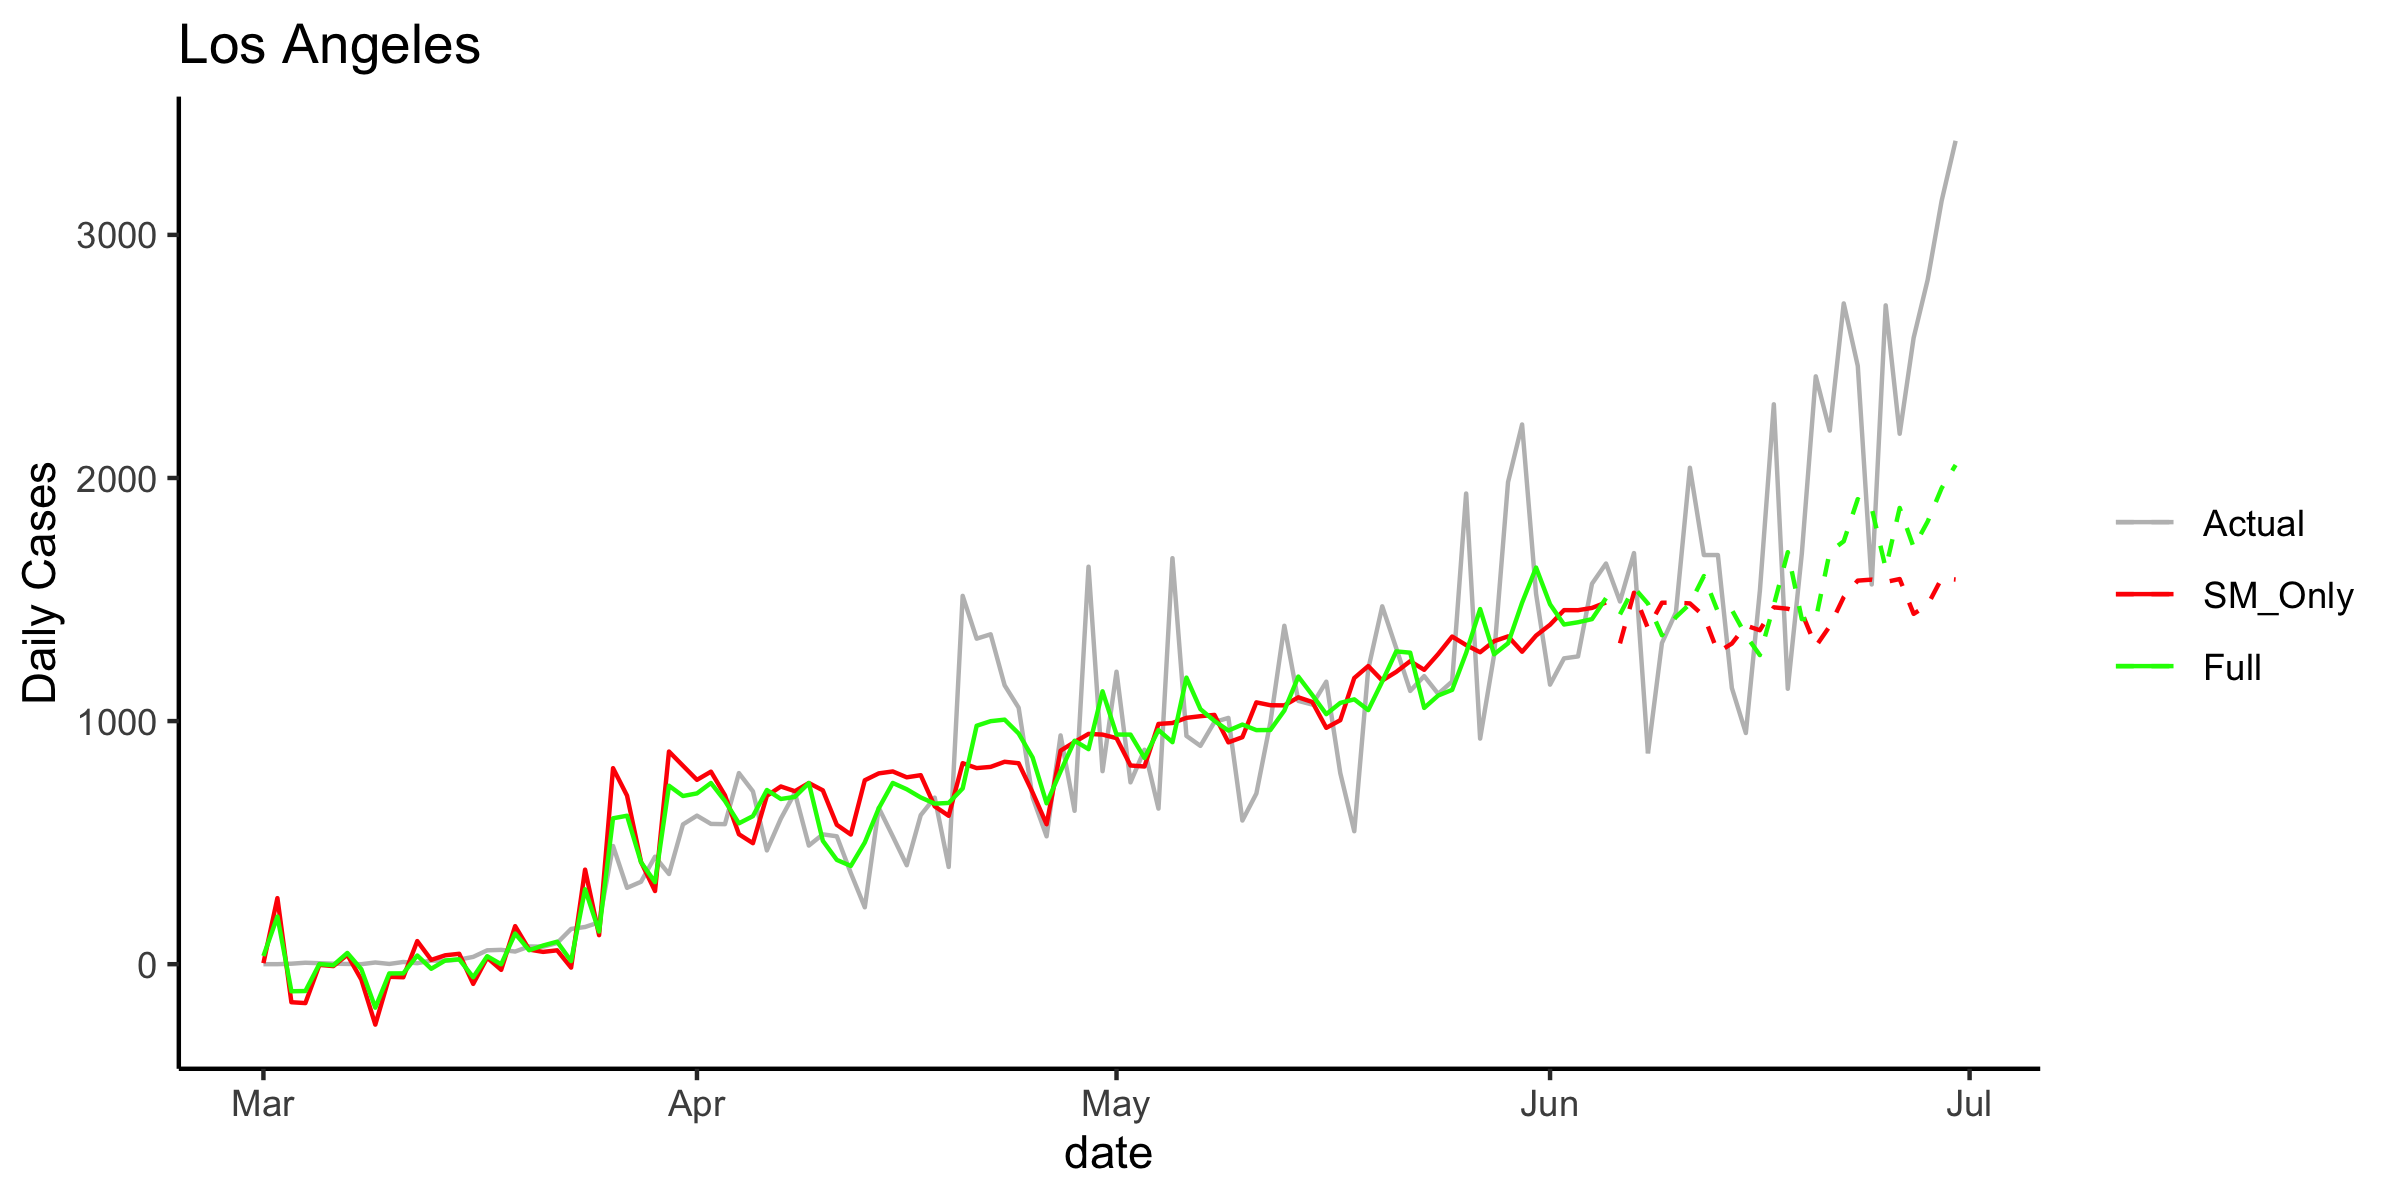 Los Angeles
Daily Cases
3000
2000
1000
0
Mar Apr May Jun Jul
date
Actual
SM_Only
Full